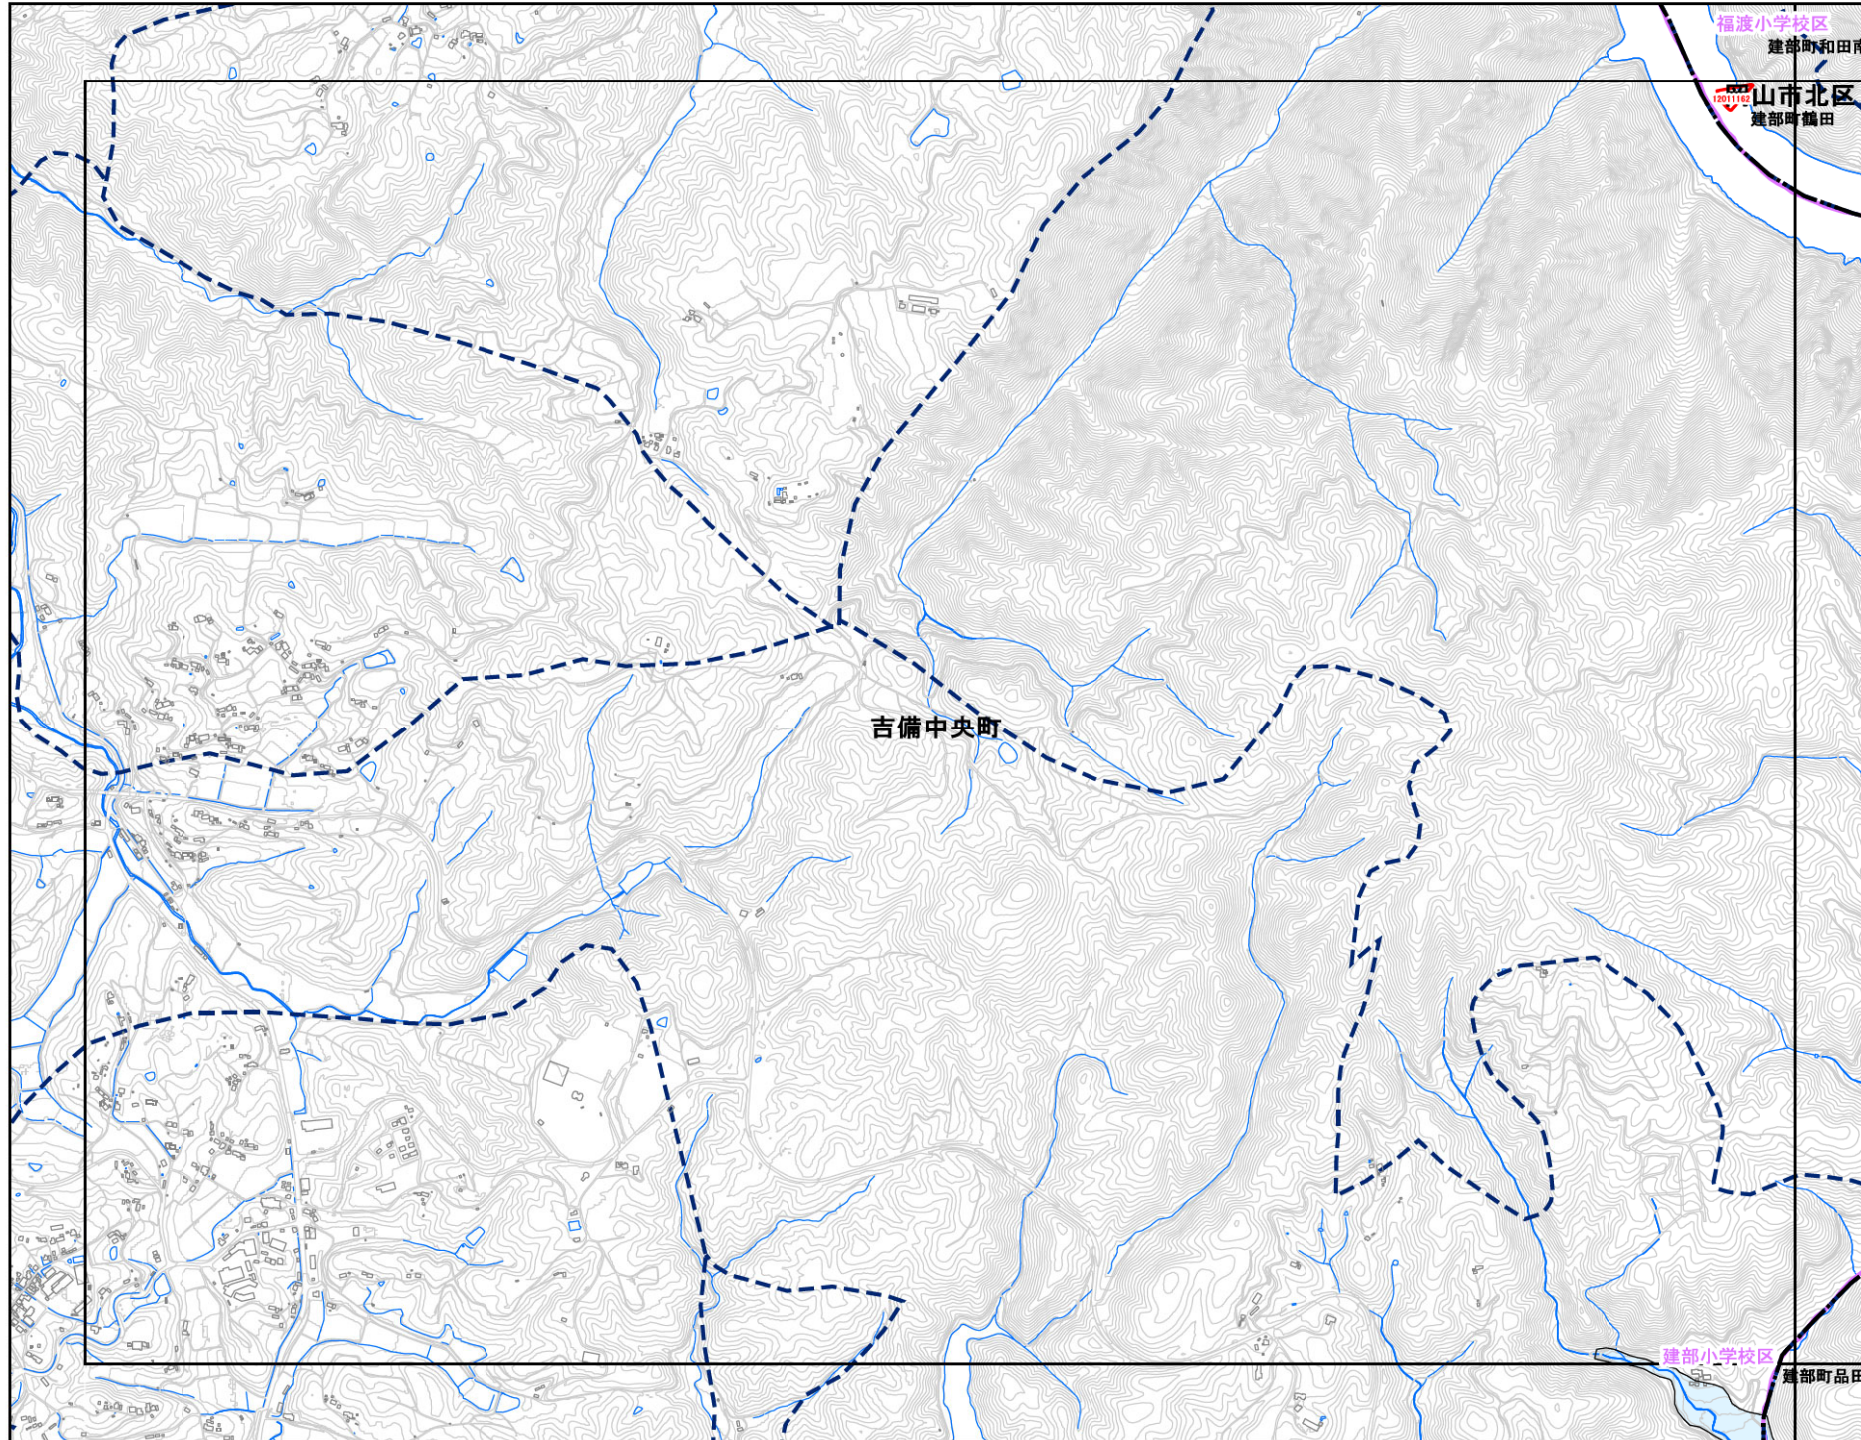 福渡小学校区
建部町和田南
山市北区
12011162
建部町鶴田
吉備中央町
建部小学校区
建部町品田